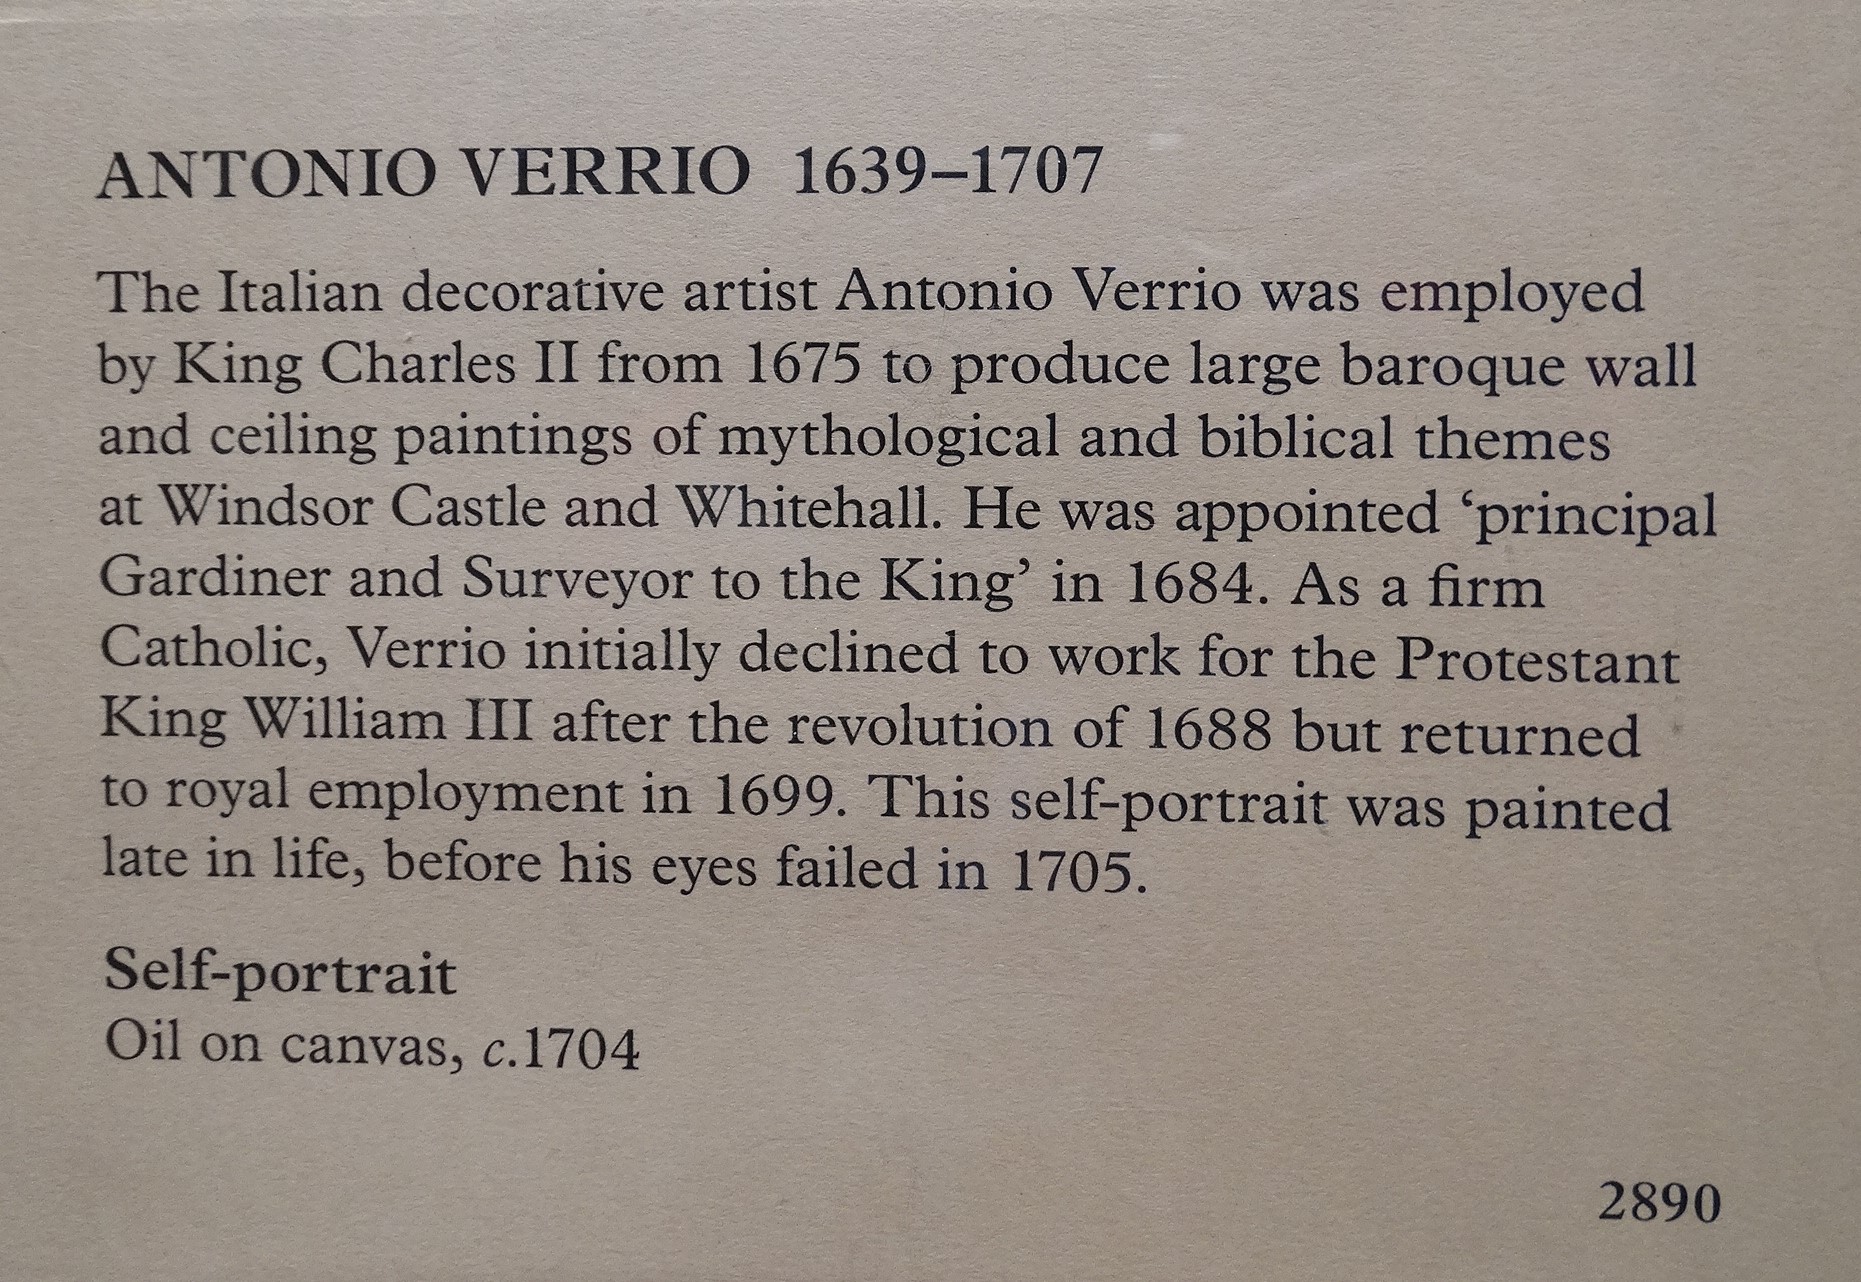 ANTONIO VERRIO 1639–1707
The Italian decorative artist Antonio Verrio was employed
by King Charles II from 1675 to produce large baroque wall
and ceiling paintings of mythological and biblical themes
at Windsor Castle and Whitehall. He was appointed ‘principal
Gardiner and Surveyor to the King’ in 1684. As a firm
Catholic, Verrio initially declined to work for the Protestant
King William III after the revolution of 1688 but returned
to royal employment in 1699. This self-portrait was painted
late in life, before his eyes failed in 1705.
Self-portrait
Oil on canvas, c.1704
2890